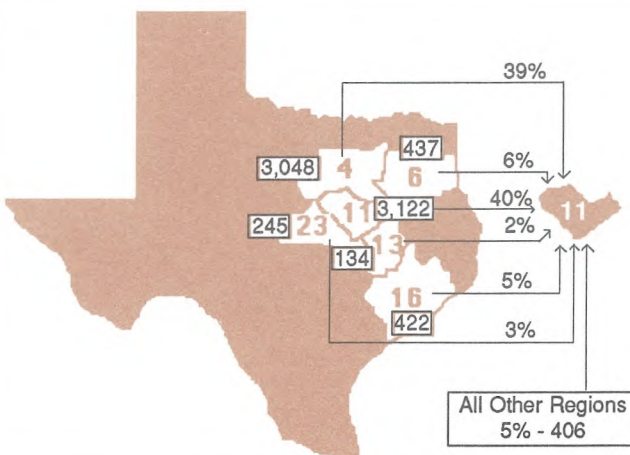 39%
437
3,048 4 6 6%
40%
11 3,122 11
245 23 2%
134 13
16 5%
422
3%
All Other Regions
5% - 406